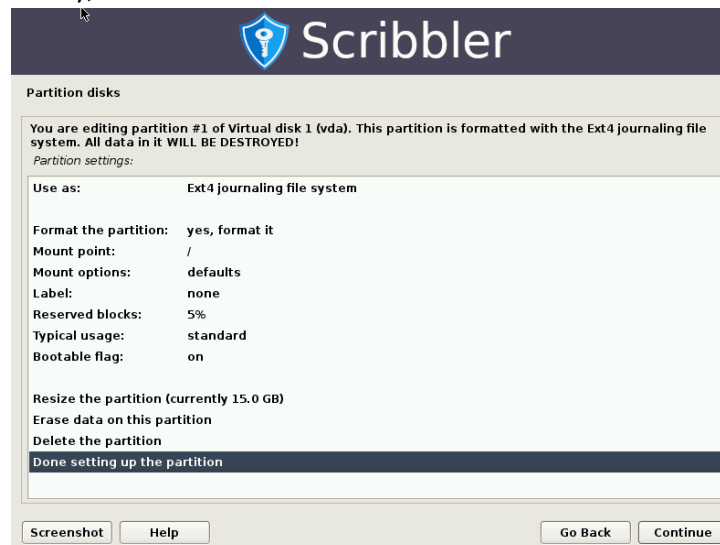 Scribbler
Partition disks
You are editing partition #1 of Virtual disk 1 (vda). This partition is formatted with the Ext4 journaling file
system. All data in it WILL BE DESTROYED!
Partition settings:
Use as: Ext4 journaling file system
Format the partition: yes, format it
Mount point: /
Mount options: defaults
Label: none
Reserved blocks: 5%
Typical usage: standard
Bootable flag: on
Resize the partition (currently 15.0 GB)
Erase data on this partition
Delete the partition
Done setting up the partition
Screenshot Help Go Back Continue